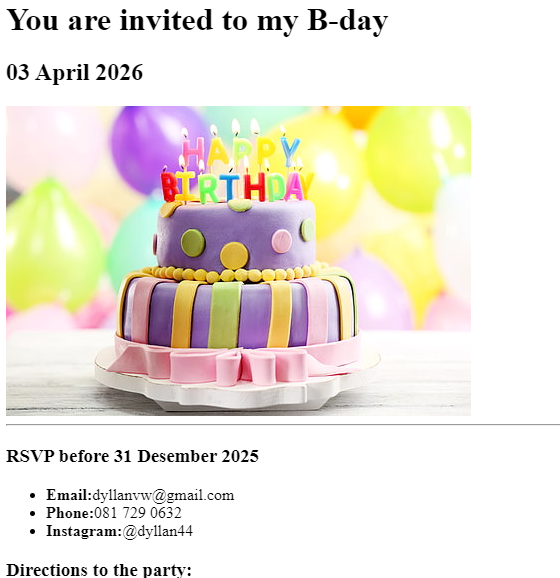 You are invited to my B-day
03 April 2026
HAPPY
BIRTHDAY
RSVP before 31 Desember 2025
Email:dyllanvw@gmail.com
Phone:081 729 0632
Instagram:@dyllan44
Directions to the party: